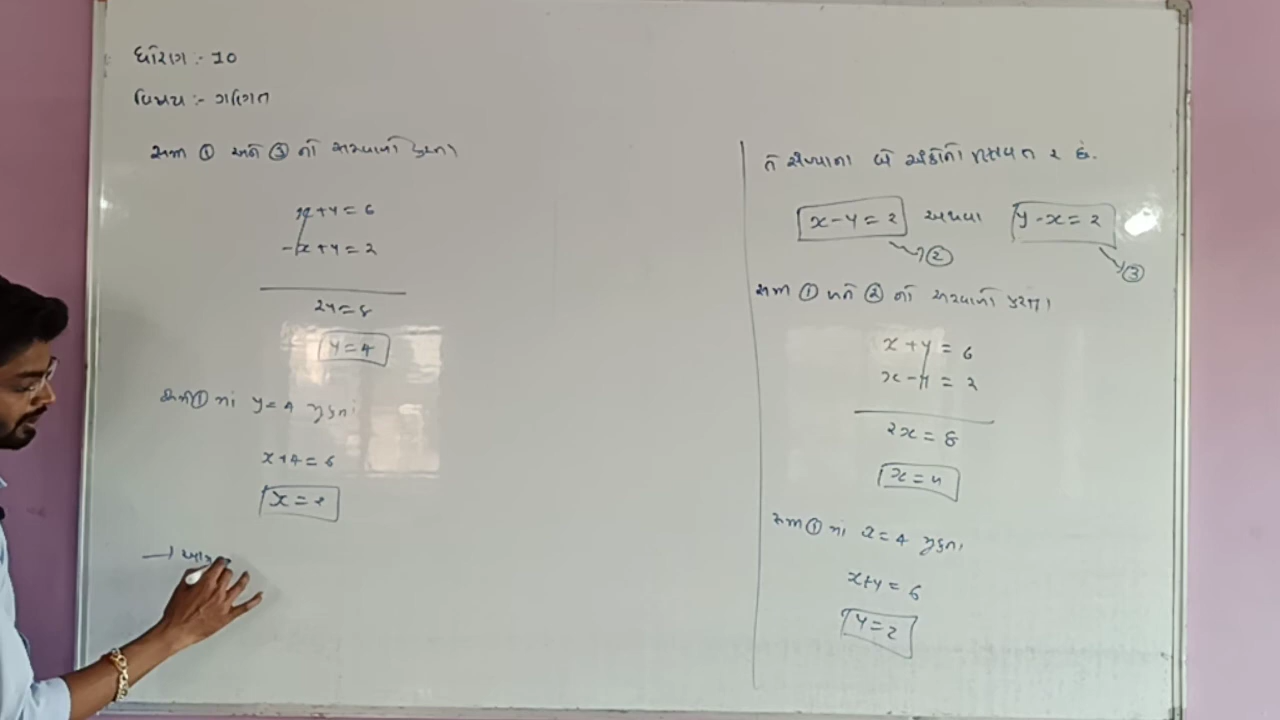 ધોરણ :- 10
વિષય :- ગણિત
સમી ① અને ③ નો સરવાળો કરતા
x + y = 6
- x + y = 2
2y = 8
y = 4
સમી ① માં y = 4 મુકતા
x + 4 = 6
x = 2
→
તે સંખ્યાના બે અંકોનો તફાવત 2 છે.
x - y = 2 અથવા y - x = 2
② ③
સમી ① અને ② નો સરવાળો કરતા
x + y = 6
x - y = 2
2x = 8
x = 4
સમી ① માં x = 4 મુકતા
x + y = 6
y = 2